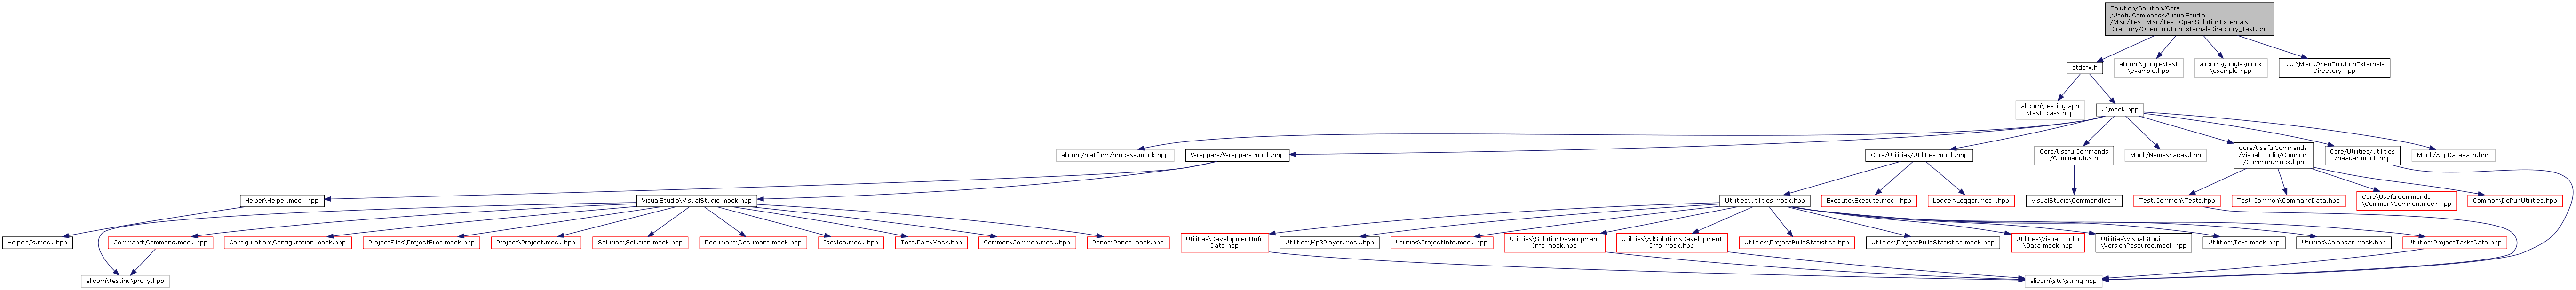 Solution/Solution/Core
/UsefulCommands/VisualStudio
/Misc/Test.Misc/Test.OpenSolutionExternals
Directory/OpenSolutionExternalsDirectory_test.cpp
stdafx.h
alicorn\google\test
\example.hpp
alicorn\google\mock
\example.hpp
..\..\Misc\OpenSolutionExternals
Directory.hpp
alicorn\testing.app
\test.class.hpp
..\mock.hpp
alicorn/platform/process.mock.hpp
Wrappers/Wrappers.mock.hpp
Core/Utilities/Utilities.mock.hpp
Core/UsefulCommands
/CommandIds.h
Mock/Namespaces.hpp
Core/UsefulCommands
/VisualStudio/Common
/Common.mock.hpp
Core/Utilities/Utilities
/header.mock.hpp
Mock/AppDataPath.hpp
Helper\Helper.mock.hpp
VisualStudio\VisualStudio.mock.hpp
Utilities\Utilities.mock.hpp
Execute\Execute.mock.hpp
Logger\Logger.mock.hpp
VisualStudio\CommandIds.h
Test.Common\Tests.hpp
Test.Common\CommandData.hpp
Core\UsefulCommands
\Common\Common.mock.hpp
Common\DoRunUtilities.hpp
Helper\Is.mock.hpp
Command\Command.mock.hpp
Configuration\Configuration.mock.hpp
ProjectFiles\ProjectFiles.mock.hpp
Project\Project.mock.hpp
Solution\Solution.mock.hpp
Document\Document.mock.hpp
Ide\Ide.mock.hpp
Test.Part\Mock.hpp
Common\Common.mock.hpp
Panes\Panes.mock.hpp
Utilities\DevelopmentInfo
Data.mock.hpp
Utilities\Mp3Player.mock.hpp
Utilities\ProjectInfo.mock.hpp
Utilities\SolutionDevelopment
Info.mock.hpp
Utilities\AllSolutionsDevelopment
Info.mock.hpp
Utilities\ProjectBuildStatistics.hpp
Utilities\ProjectBuildStatistics.mock.hpp
Utilities\VisualStudio
\Data.mock.hpp
Utilities\VisualStudio
\VersionResource.mock.hpp
Utilities\Text.mock.hpp
Utilities\Calendar.mock.hpp
Utilities\ProjectTasksData.hpp
alicorn\testing\proxy.hpp
alicorn\std\string.hpp